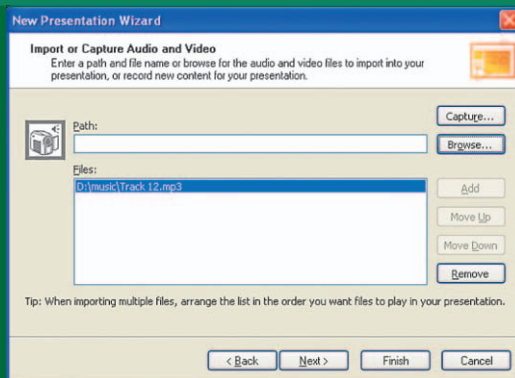 New Presentation Wizard
Import or Capture Audio and Video
Enter a path and file name or browse for the audio and video files to import into your
presentation, or record new content for your presentation.
Capture...
Path:
Browse...
Files:
D:\music\Track 12.mp3
Add
Move Up
Move Down
Remove
Tip: When importing multiple files, arrange the list in the order you want files to play in your presentation.
< Back
Next >
Finish
Cancel